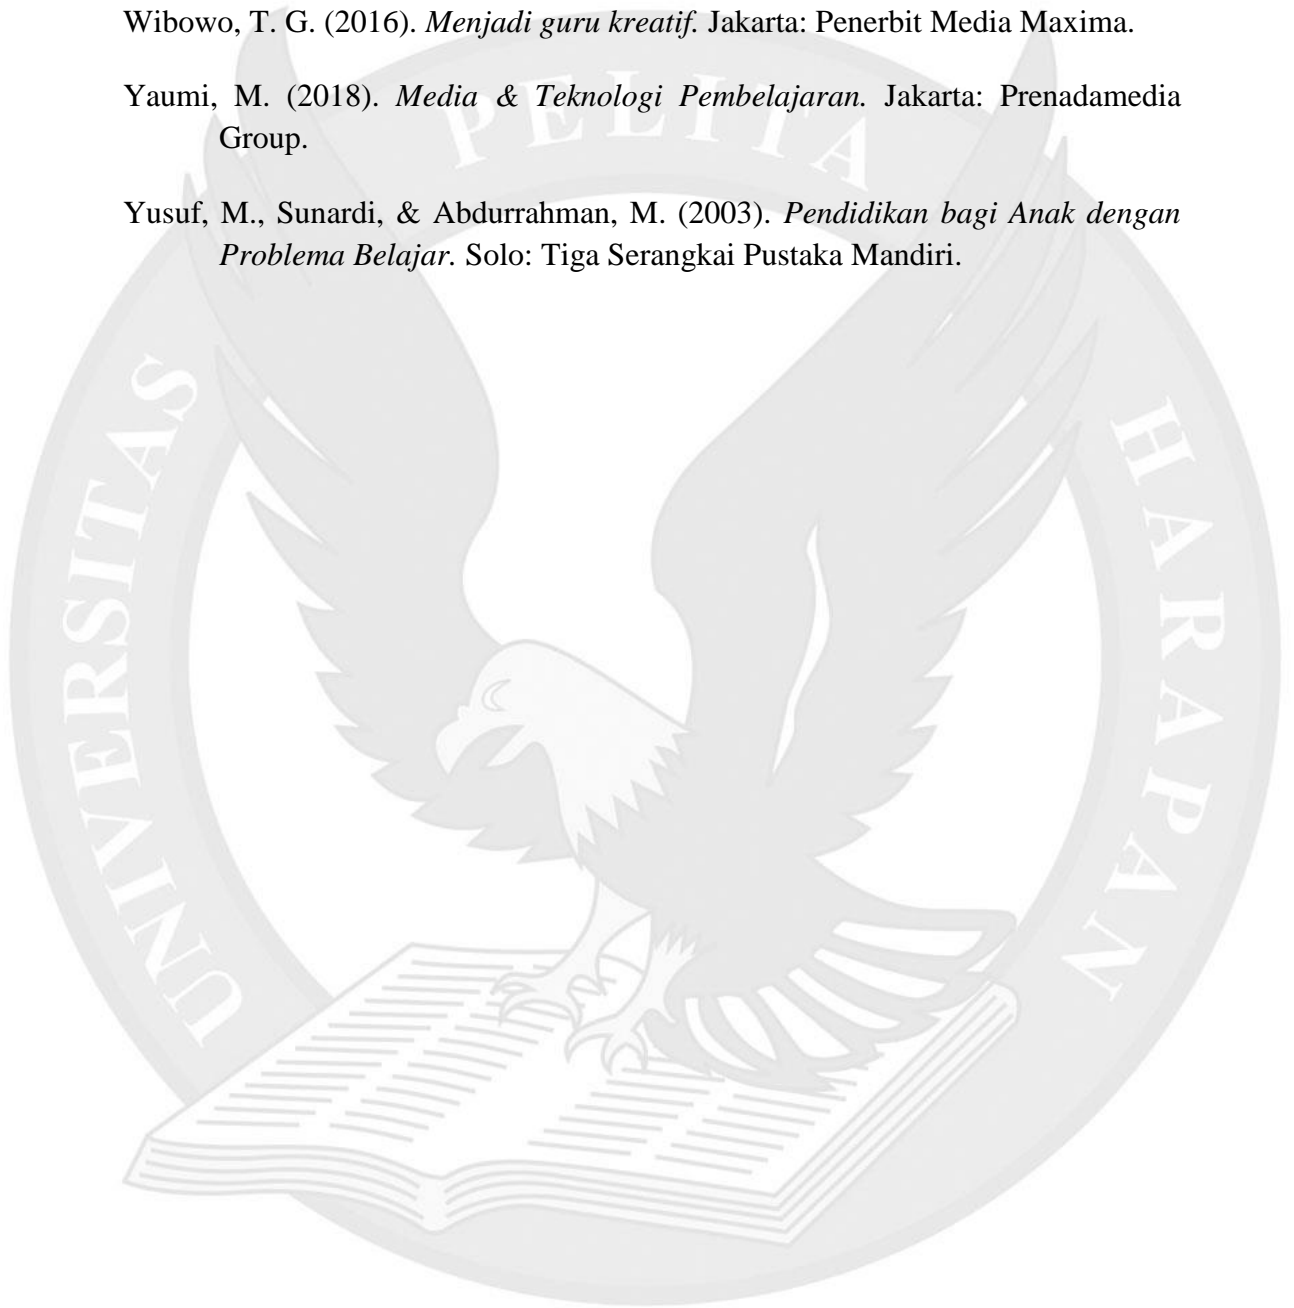 Wibowo, T. G. (2016). Menjadi guru kreatif. Jakarta: Penerbit Media Maxima.
Yaumi, M. (2018). Media & Teknologi Pembelajaran. Jakarta: Prenadamedia
Group.
Yusuf, M., Sunardi, & Abdurrahman, M. (2003). Pendidikan bagi Anak dengan
Problema Belajar. Solo: Tiga Serangkai Pustaka Mandiri.
UNIVERSITAS PELITA HARAPAN